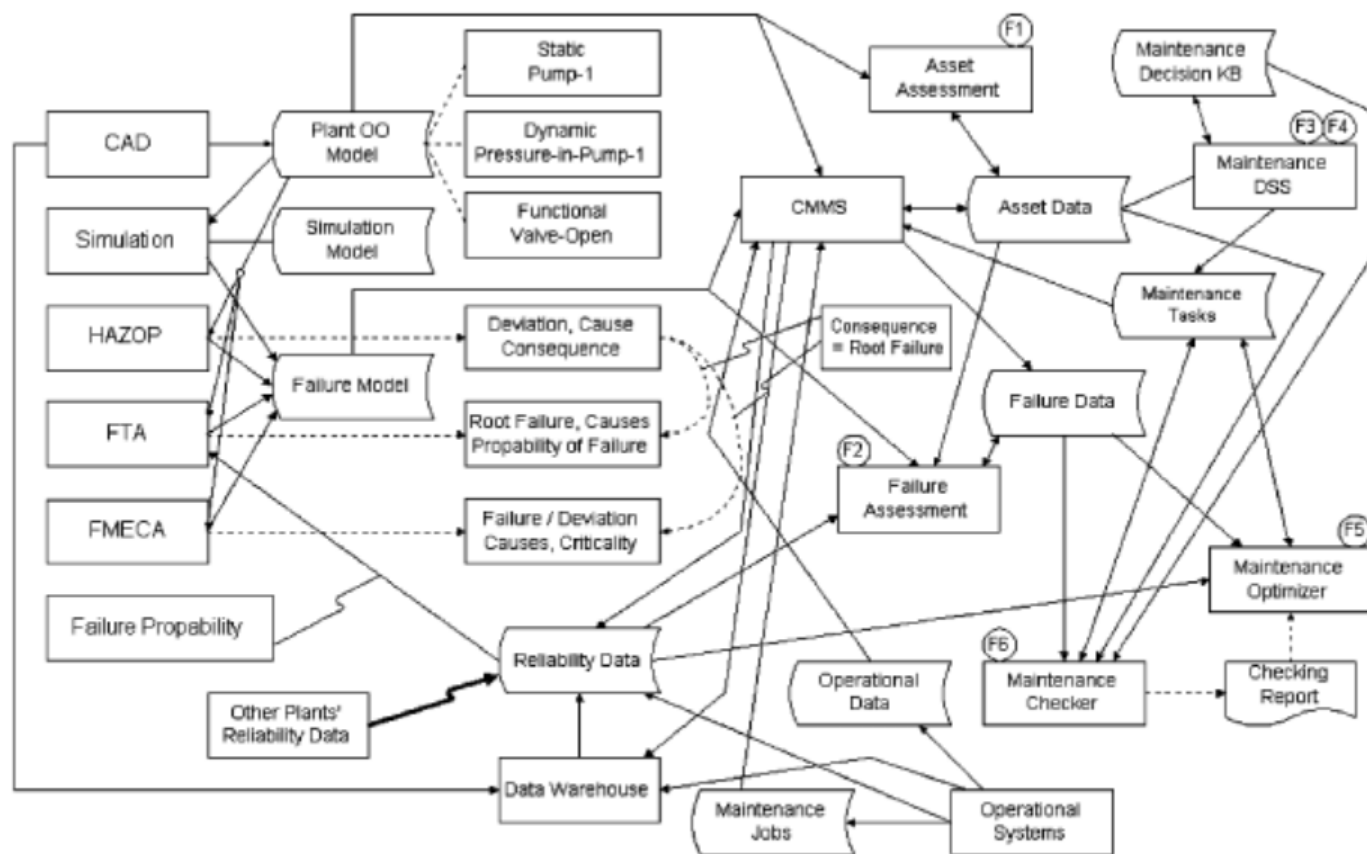 F1
Static
Pump-1
Asset
Assessment
Maintenance
Decision KB
CAD
Plant OO
Model
Dynamic
Pressure-in-Pump-1
F3
F4
Maintenance
DSS
Simulation
Simulation
Model
Functional
Valve-Open
CMMS
Asset Data
Maintenance
Tasks
HAZOP
Deviation, Cause
Consequence
Consequence
= Root Failure
Failure Model
Failure Data
FTA
Root Failure, Causes
Propability of Failure
F2
Failure
Assessment
FMECA
Failure / Deviation
Causes, Criticality
F5
Maintenance
Optimizer
Failure Propability
Reliability Data
F6
Operational
Data
Maintenance
Checker
Checking
Report
Other Plants'
Reliability Data
Data Warehouse
Maintenance
Jobs
Operational
Systems